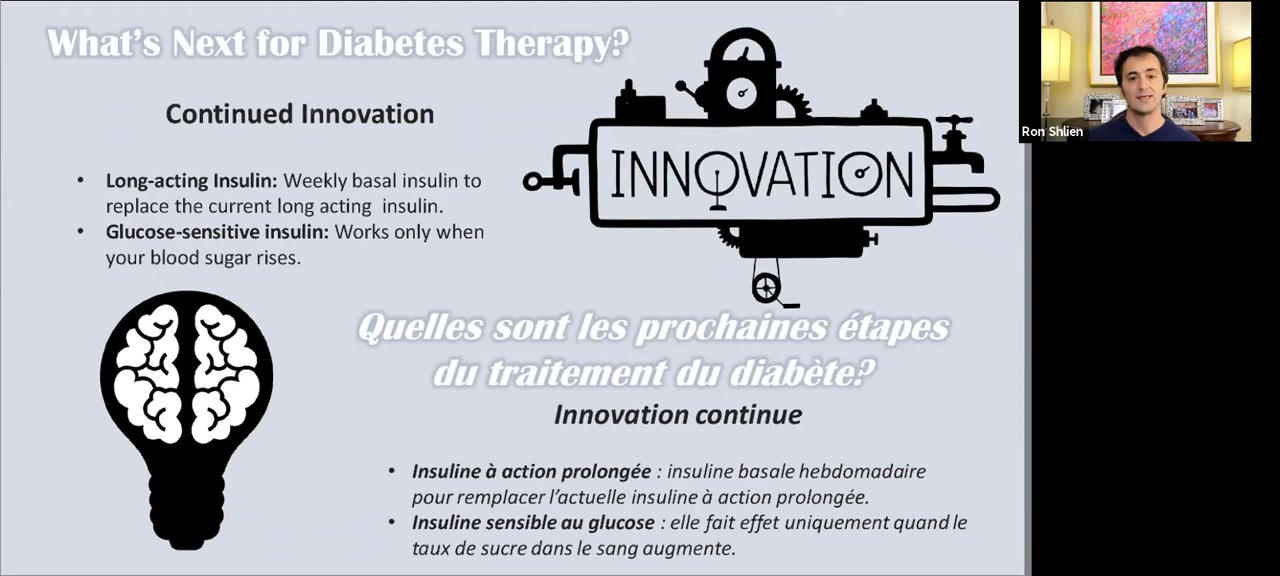 What's Next for Diabetes Therapy?
Continued Innovation
• Long-acting Insulin: Weekly basal insulin to
replace the current long acting insulin.
• Glucose-sensitive insulin: Works only when
your blood sugar rises.
INNOVATION
Ron Shlien
Quelles sont les prochaines étapes
du traitement du diabète?
Innovation continue
• Insuline à action prolongée : insuline basale hebdomadaire
pour remplacer l'actuelle insuline à action prolongée.
• Insuline sensible au glucose : elle fait effet uniquement quand le
taux de sucre dans le sang augmente.